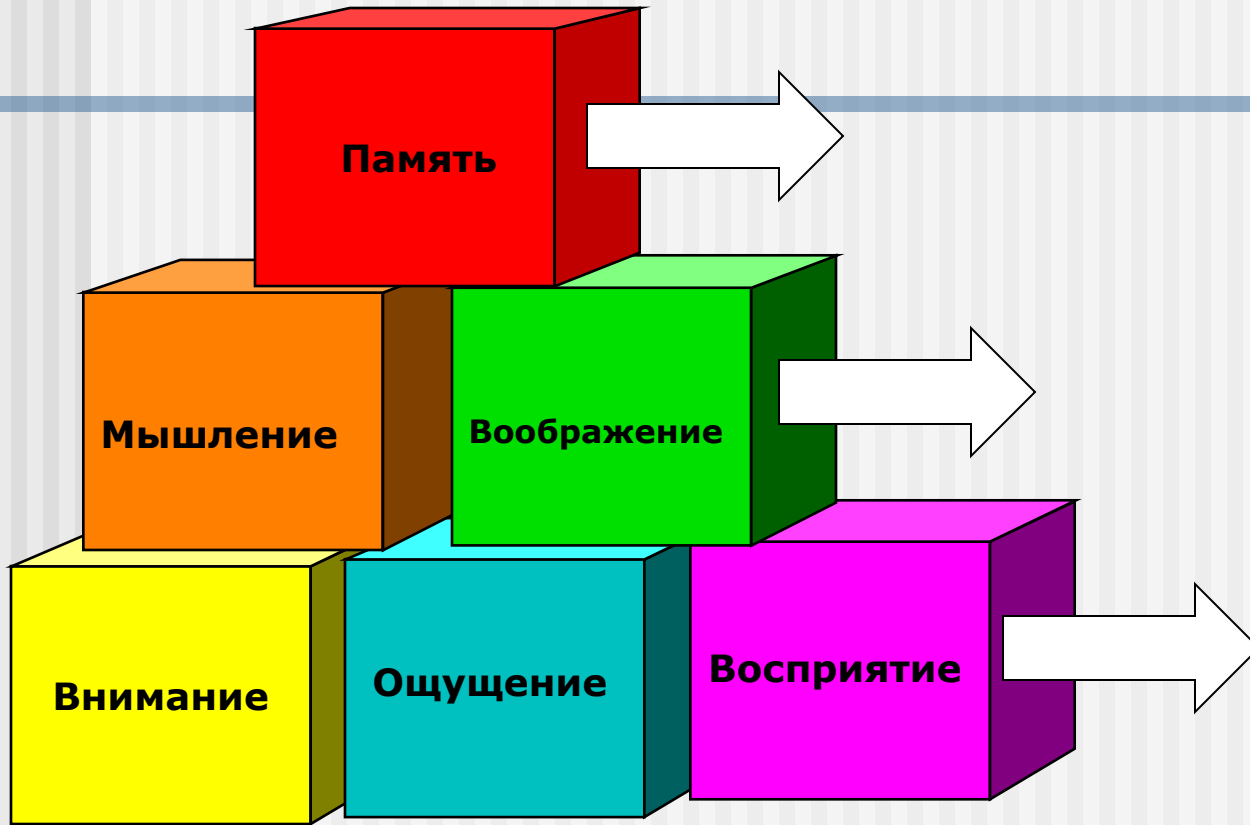 Память
Мышление
Воображение
Внимание
Ощущение
Восприятие